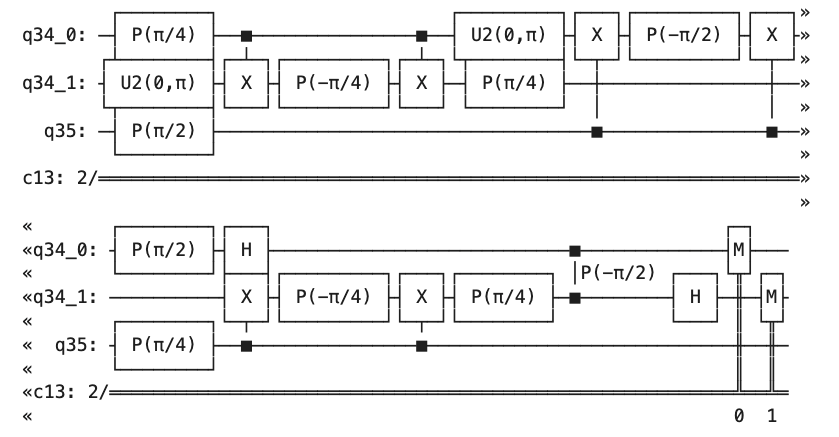 »
q34_0: P(π/4) ■ ■ U2(0,π) X P(-π/2) X »
»
q34_1: U2(0,π) X P(-π/4) X P(π/4) »
»
q35: P(π/2) ■ ■ »
»
c13: 2/ »
»
«
«q34_0: P(π/2) H ■ M
« P(-π/2)
«q34_1: X P(-π/4) X P(π/4) ■ H M
«
« q35: P(π/4) ■ ■
«
«c13: 2/
« 0 1